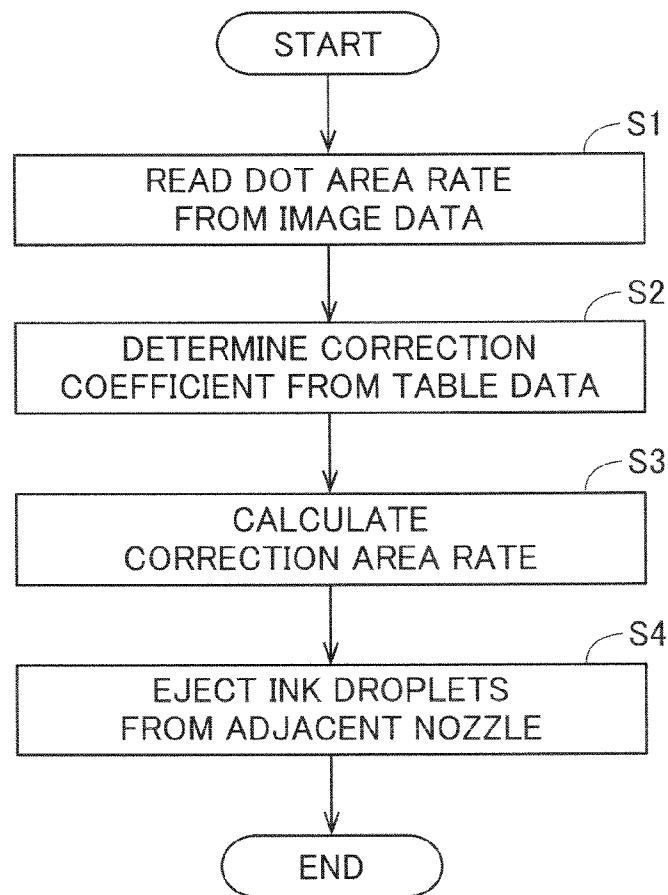 START
S1
READ DOT AREA RATE
FROM IMAGE DATA
S2
DETERMINE CORRECTION
COEFFICIENT FROM TABLE DATA
S3
CALCULATE
CORRECTION AREA RATE
S4
EJECT INK DROPLETS
FROM ADJACENT NOZZLE
END